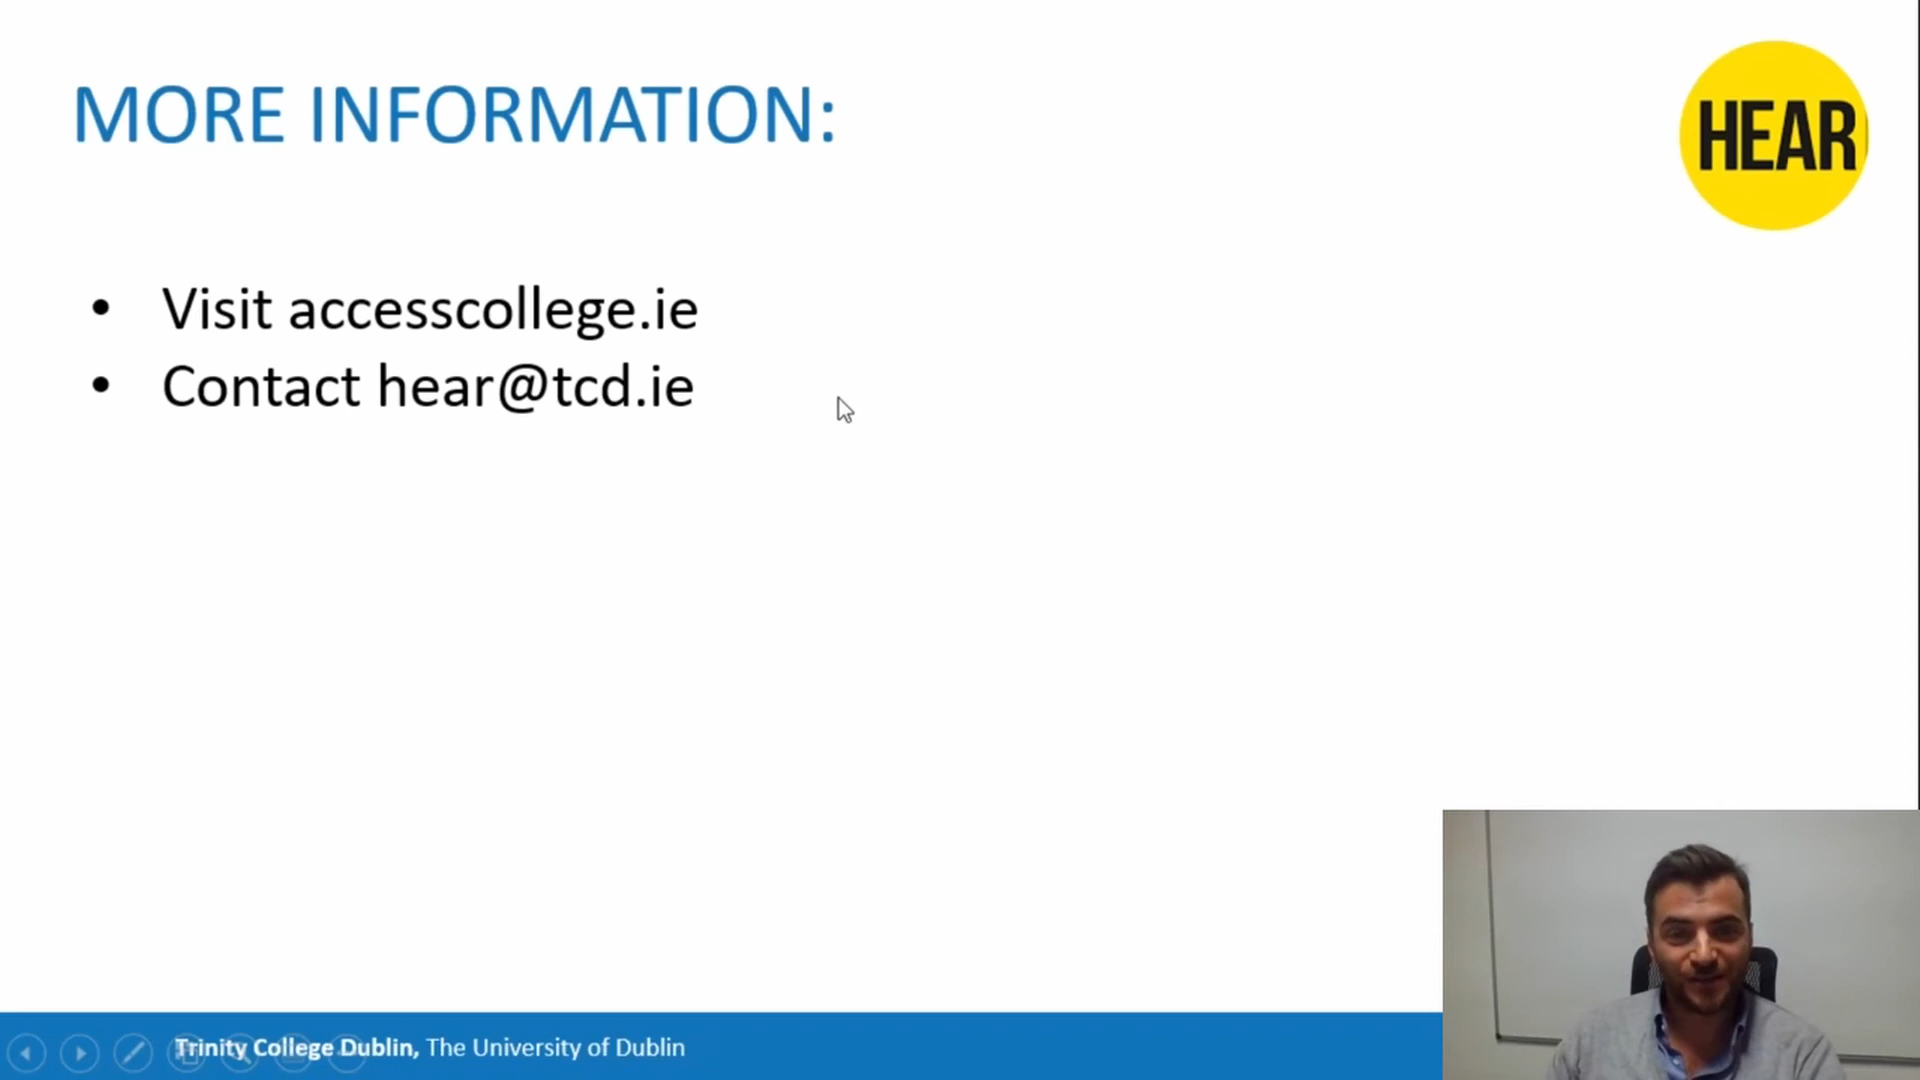 MORE INFORMATION:
HEAR
• Visit accesscollege.ie
• Contact hear@tcd.ie
Trinity College Dublin, The University of Dublin